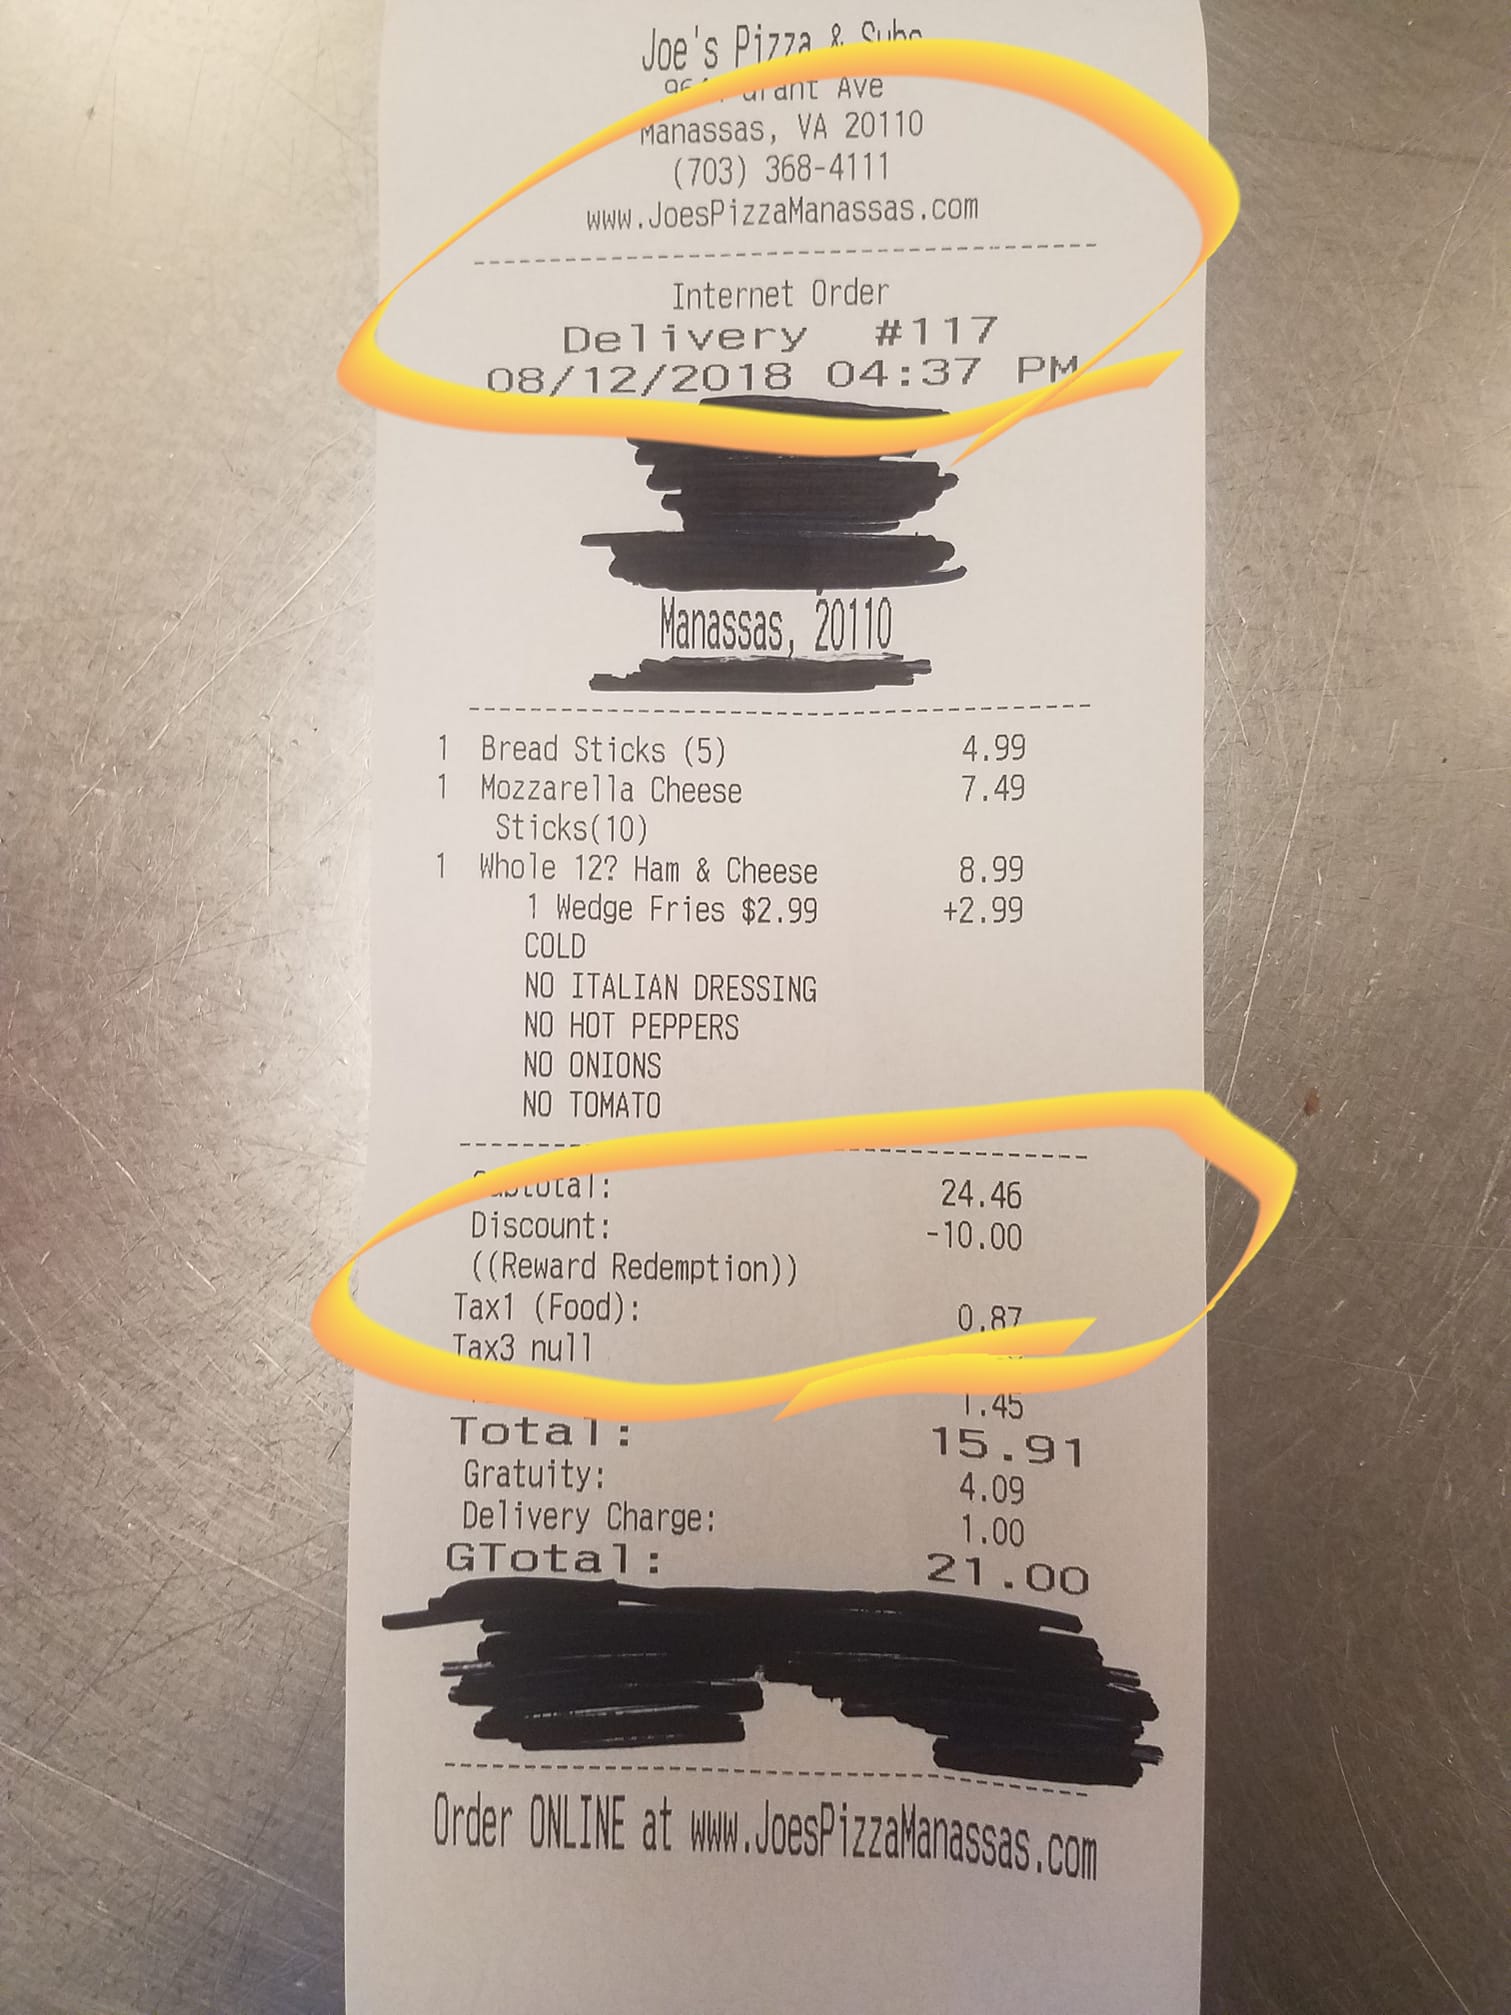 Joe's Pizza & Subs
Grant Ave
Manassas, VA 20110
(703) 368-4111
www.JoesPizzaManassas.com
Internet Order
Delivery #117
08/12/2018 04:37 PM
Manassas, 20110
1 Bread Sticks (5) 4.99
1 Mozzarella Cheese 7.49
Sticks(10)
1 Whole 12? Ham & Cheese 8.99
1 Wedge Fries $2.99 +2.99
COLD
NO ITALIAN DRESSING
NO HOT PEPPERS
NO ONIONS
NO TOMATO
Subtotal: 24.46
Discount: -10.00
((Reward Redemption))
Tax1 (Food): 0.87
Tax3 null
1.45
Total: 15.91
Gratuity: 4.09
Delivery Charge: 1.00
GTotal: 21.00
Order ONLINE at www.JoesPizzaManassas.com